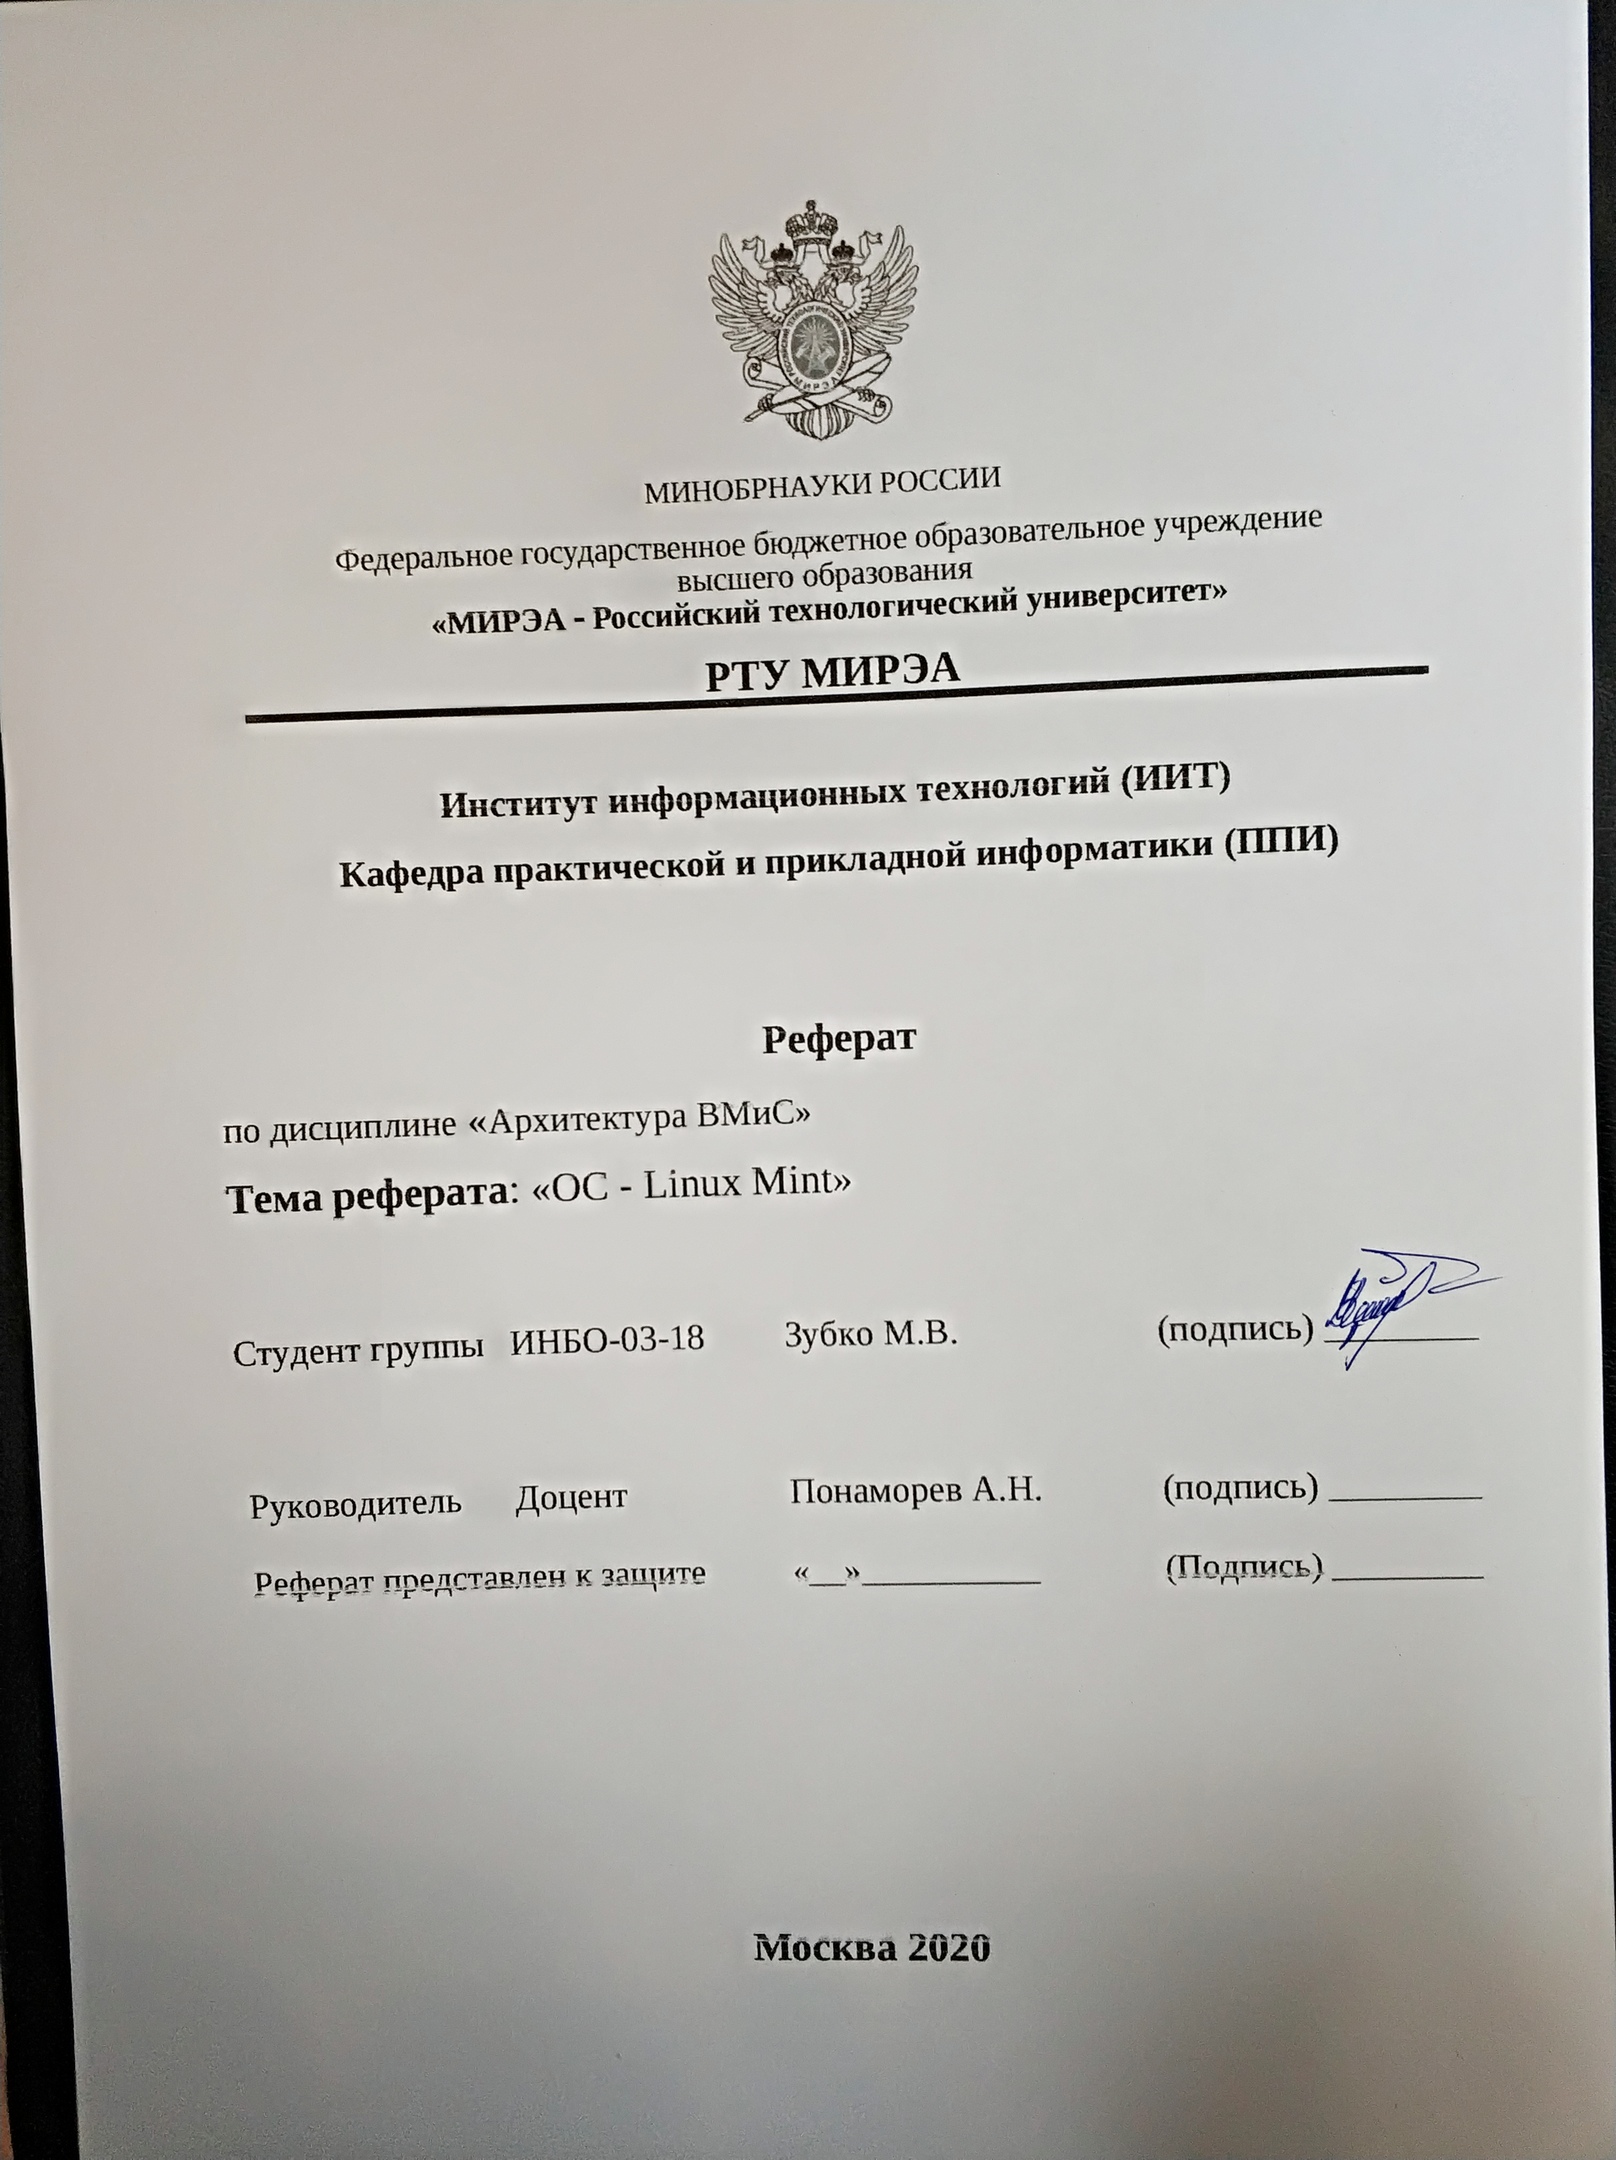 МИНОБРНАУКИ РОССИИ
Федеральное государственное бюджетное образовательное учреждение
высшего образования
«МИРЭА - Российский технологический университет»
РТУ МИРЭА
Институт информационных технологий (ИИТ)
Кафедра практической и прикладной информатики (ППИ)
Реферат
по дисциплине «Архитектура ВМиС»
Тема реферата: «ОС - Linux Mint»
Студент группы ИНБО-03-18 Зубко М.В. (подпись)
Руководитель Доцент Понаморев А.Н. (подпись) ________
Реферат представлен к защите «__»__________ (Подпись) ________
Москва 2020